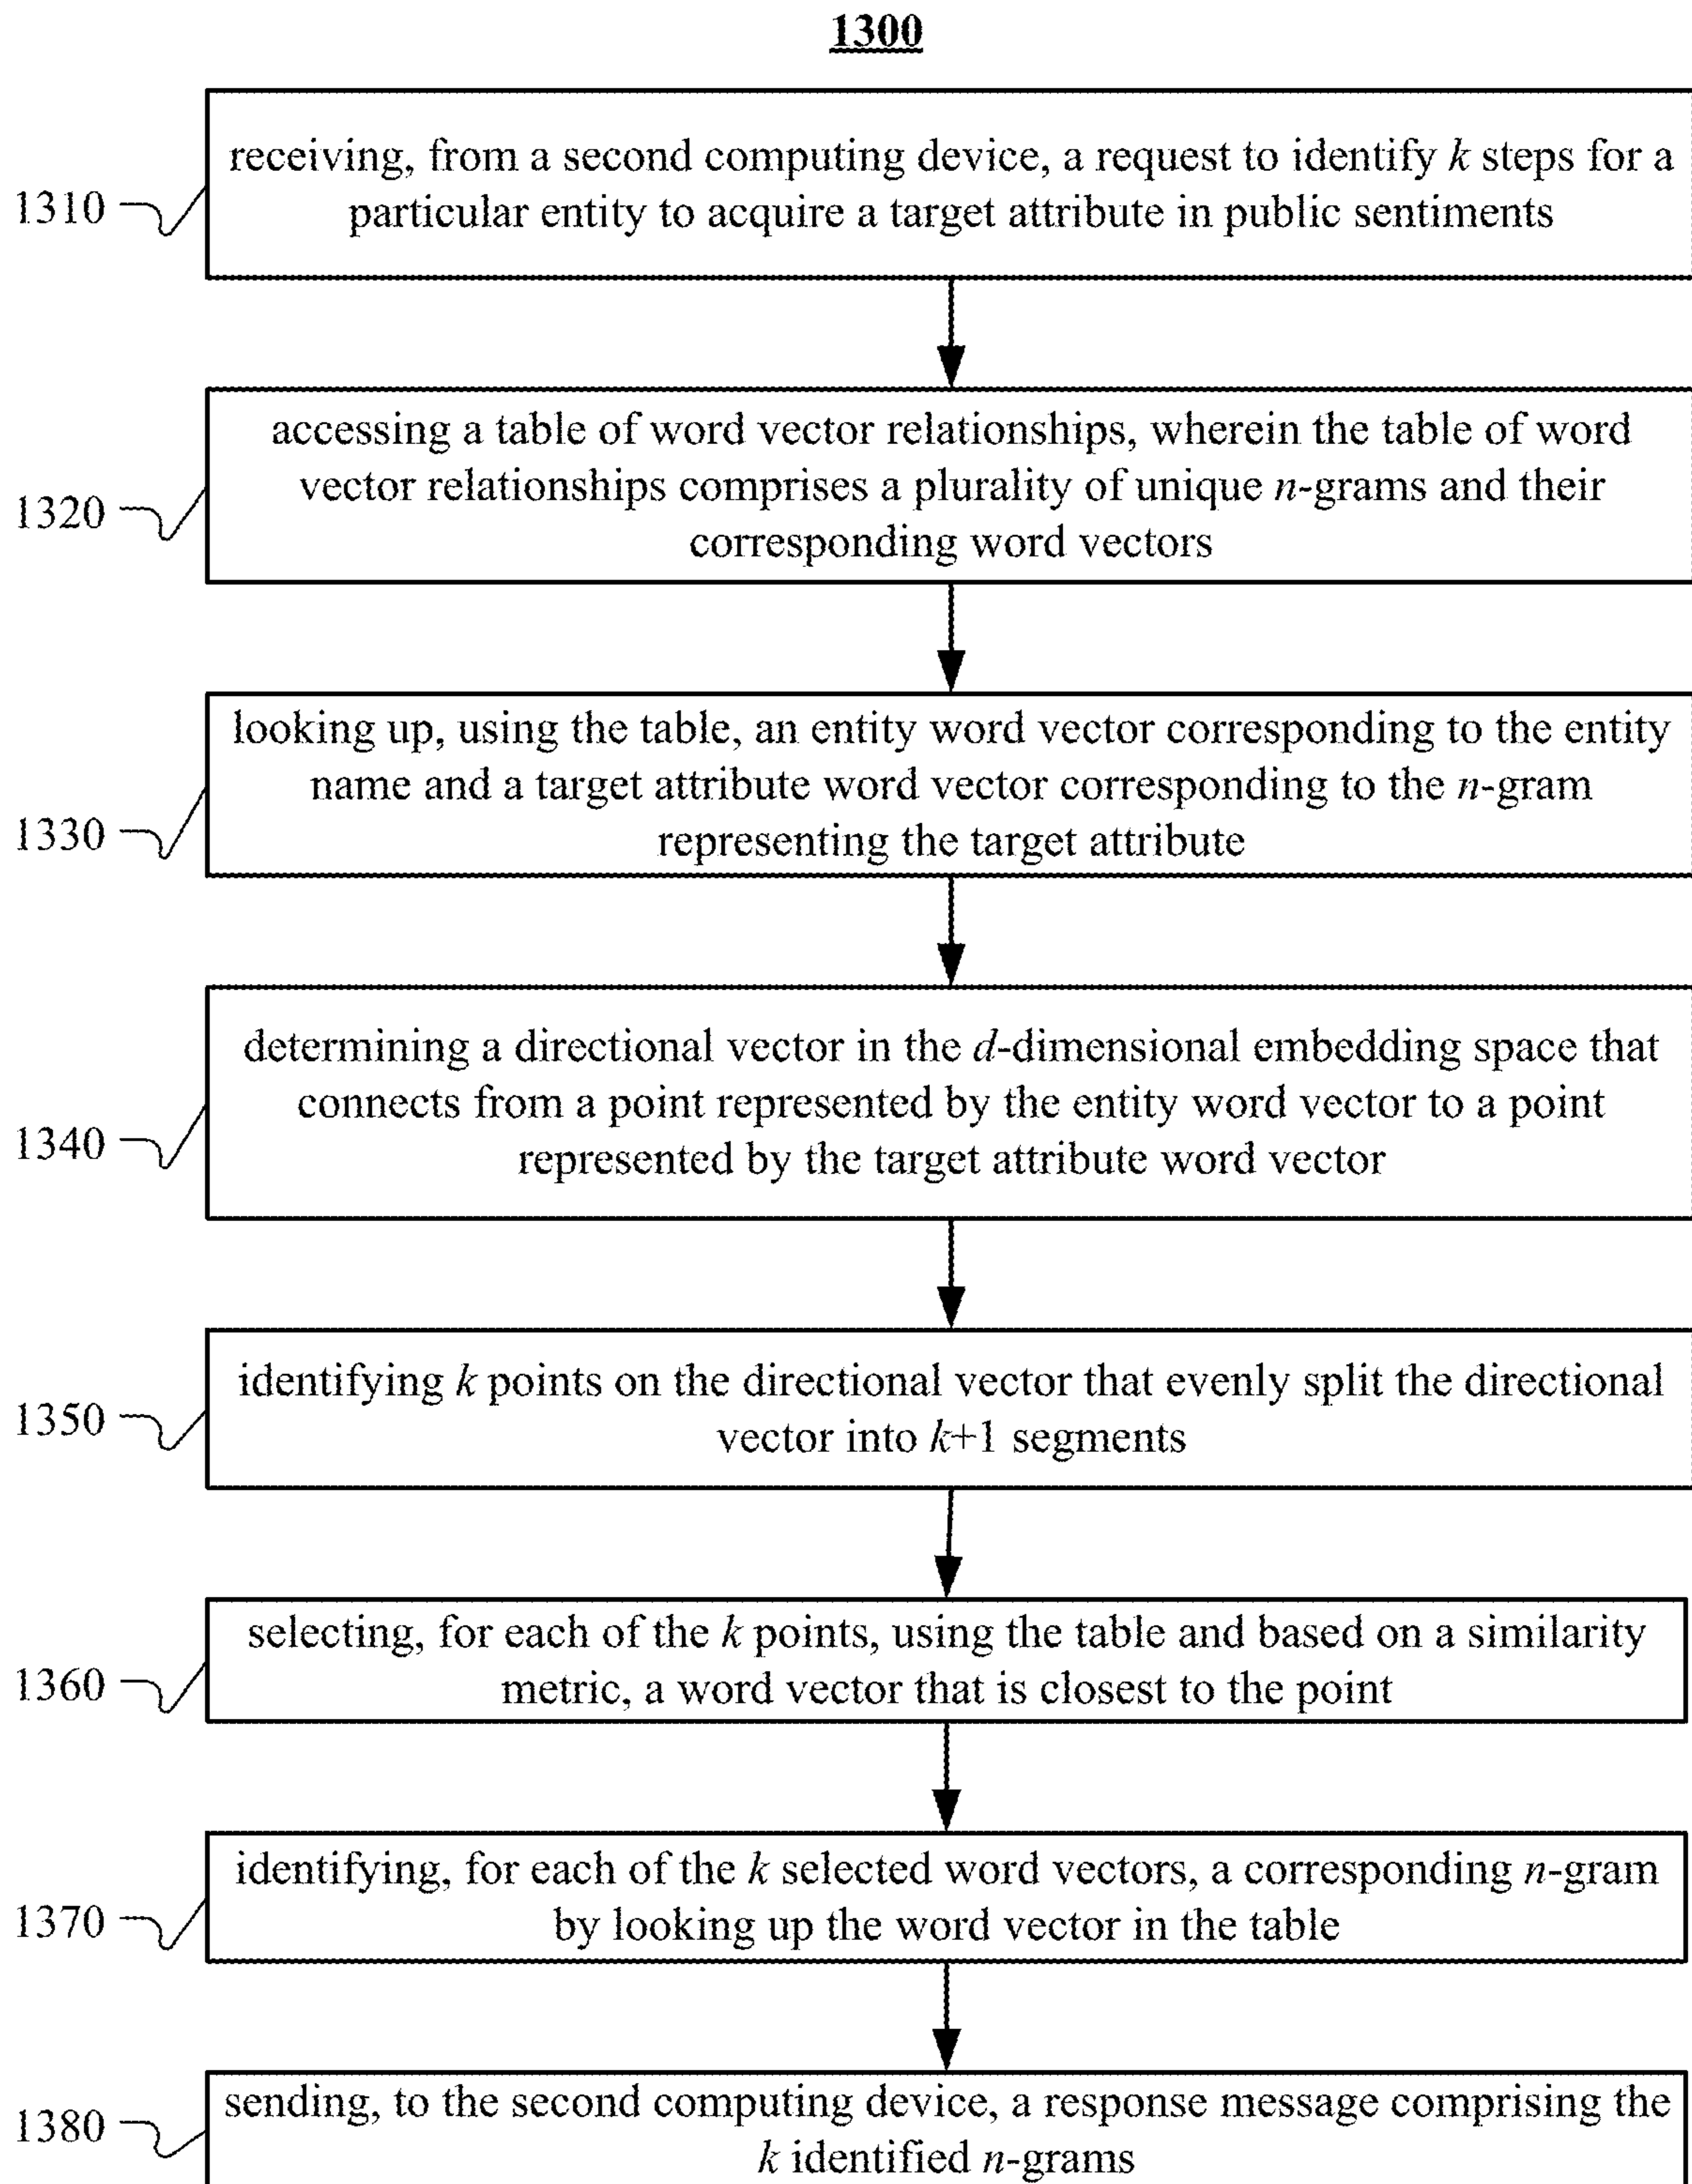 1300
receiving, from a second computing device, a request to identify k steps for a
1310
particular entity to acquire a target attribute in public sentiments
accessing a table of word vector relationships, wherein the table of word
vector relationships comprises a plurality of unique n-grams and their
1320
corresponding word vectors
looking up, using the table, an entity word vector corresponding to the entity
name and a target attribute word vector corresponding to the n-gram
1330
representing the target attribute
determining a directional vector in the d-dimensional embedding space that
connects from a point represented by the entity word vector to a point
1340
represented by the target attribute word vector
identifying k points on the directional vector that evenly split the directional
1350
vector into k+1 segments
selecting, for each of the k points, using the table and based on a similarity
1360
metric, a word vector that is closest to the point
identifying, for each of the k selected word vectors, a corresponding n-gram
1370
by looking up the word vector in the table
sending, to the second computing device, a response message comprising the
1380
k identified n-grams